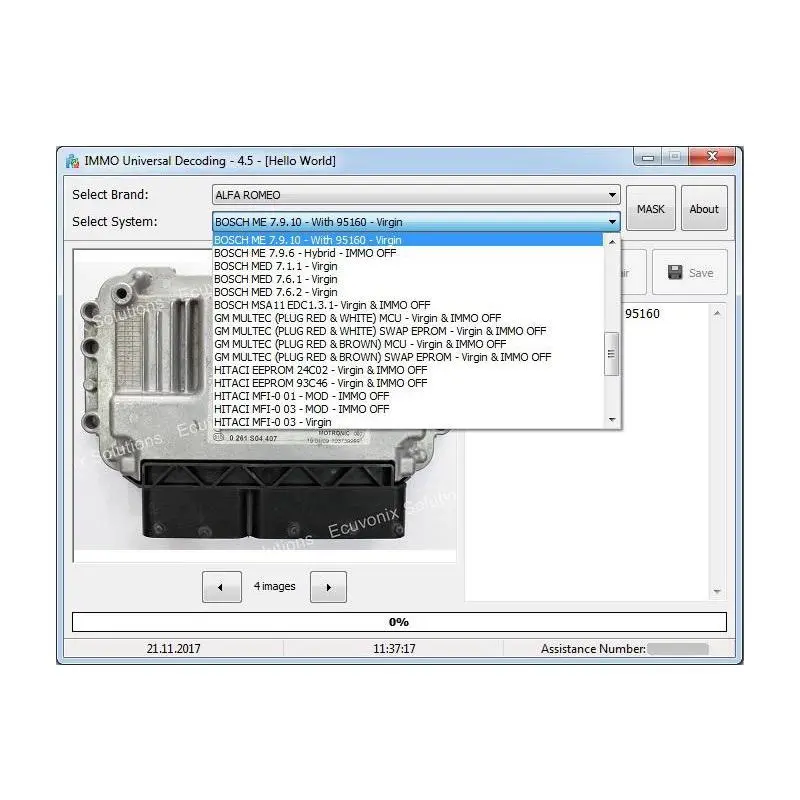 IMMO Universal Decoding - 4.5 - [Hello World]
Select Brand:
ALFA ROMEO
MASK
About
Select System:
BOSCH ME 7.9.10 - With 95160 - Virgin
BOSCH ME 7.9.10 - With 95160 - Virgin
BOSCH ME 7.9.6 - Hybrid - IMMO OFF
BOSCH MED 7.1.1 - Virgin
BOSCH MED 7.6.1 - Virgin
BOSCH MED 7.6.2 - Virgin
BOSCH MSA11 EDC1.3.1- Virgin & IMMO OFF
GM MULTEC (PLUG RED & WHITE) MCU - Virgin & IMMO OFF
GM MULTEC (PLUG RED & WHITE) SWAP EPROM - Virgin & IMMO OFF
GM MULTEC (PLUG RED & BROWN) MCU - Virgin & IMMO OFF
GM MULTEC (PLUG RED & BROWN) SWAP EPROM - Virgin & IMMO OFF
HITACI EEPROM 24C02 - Virgin & IMMO OFF
HITACI EEPROM 93C46 - Virgin & IMMO OFF
HITACI MFI-0 01 - MOD - IMMO OFF
HITACI MFI-0 03 - MOD - IMMO OFF
HITACI MFI-0 03 - Virgin
Save
95160
0 261 S04 407
Solutions
Solutions
Ecuvonix Solutions
4 images
0%
21.11.2017
11:37:17
Assistance Number: